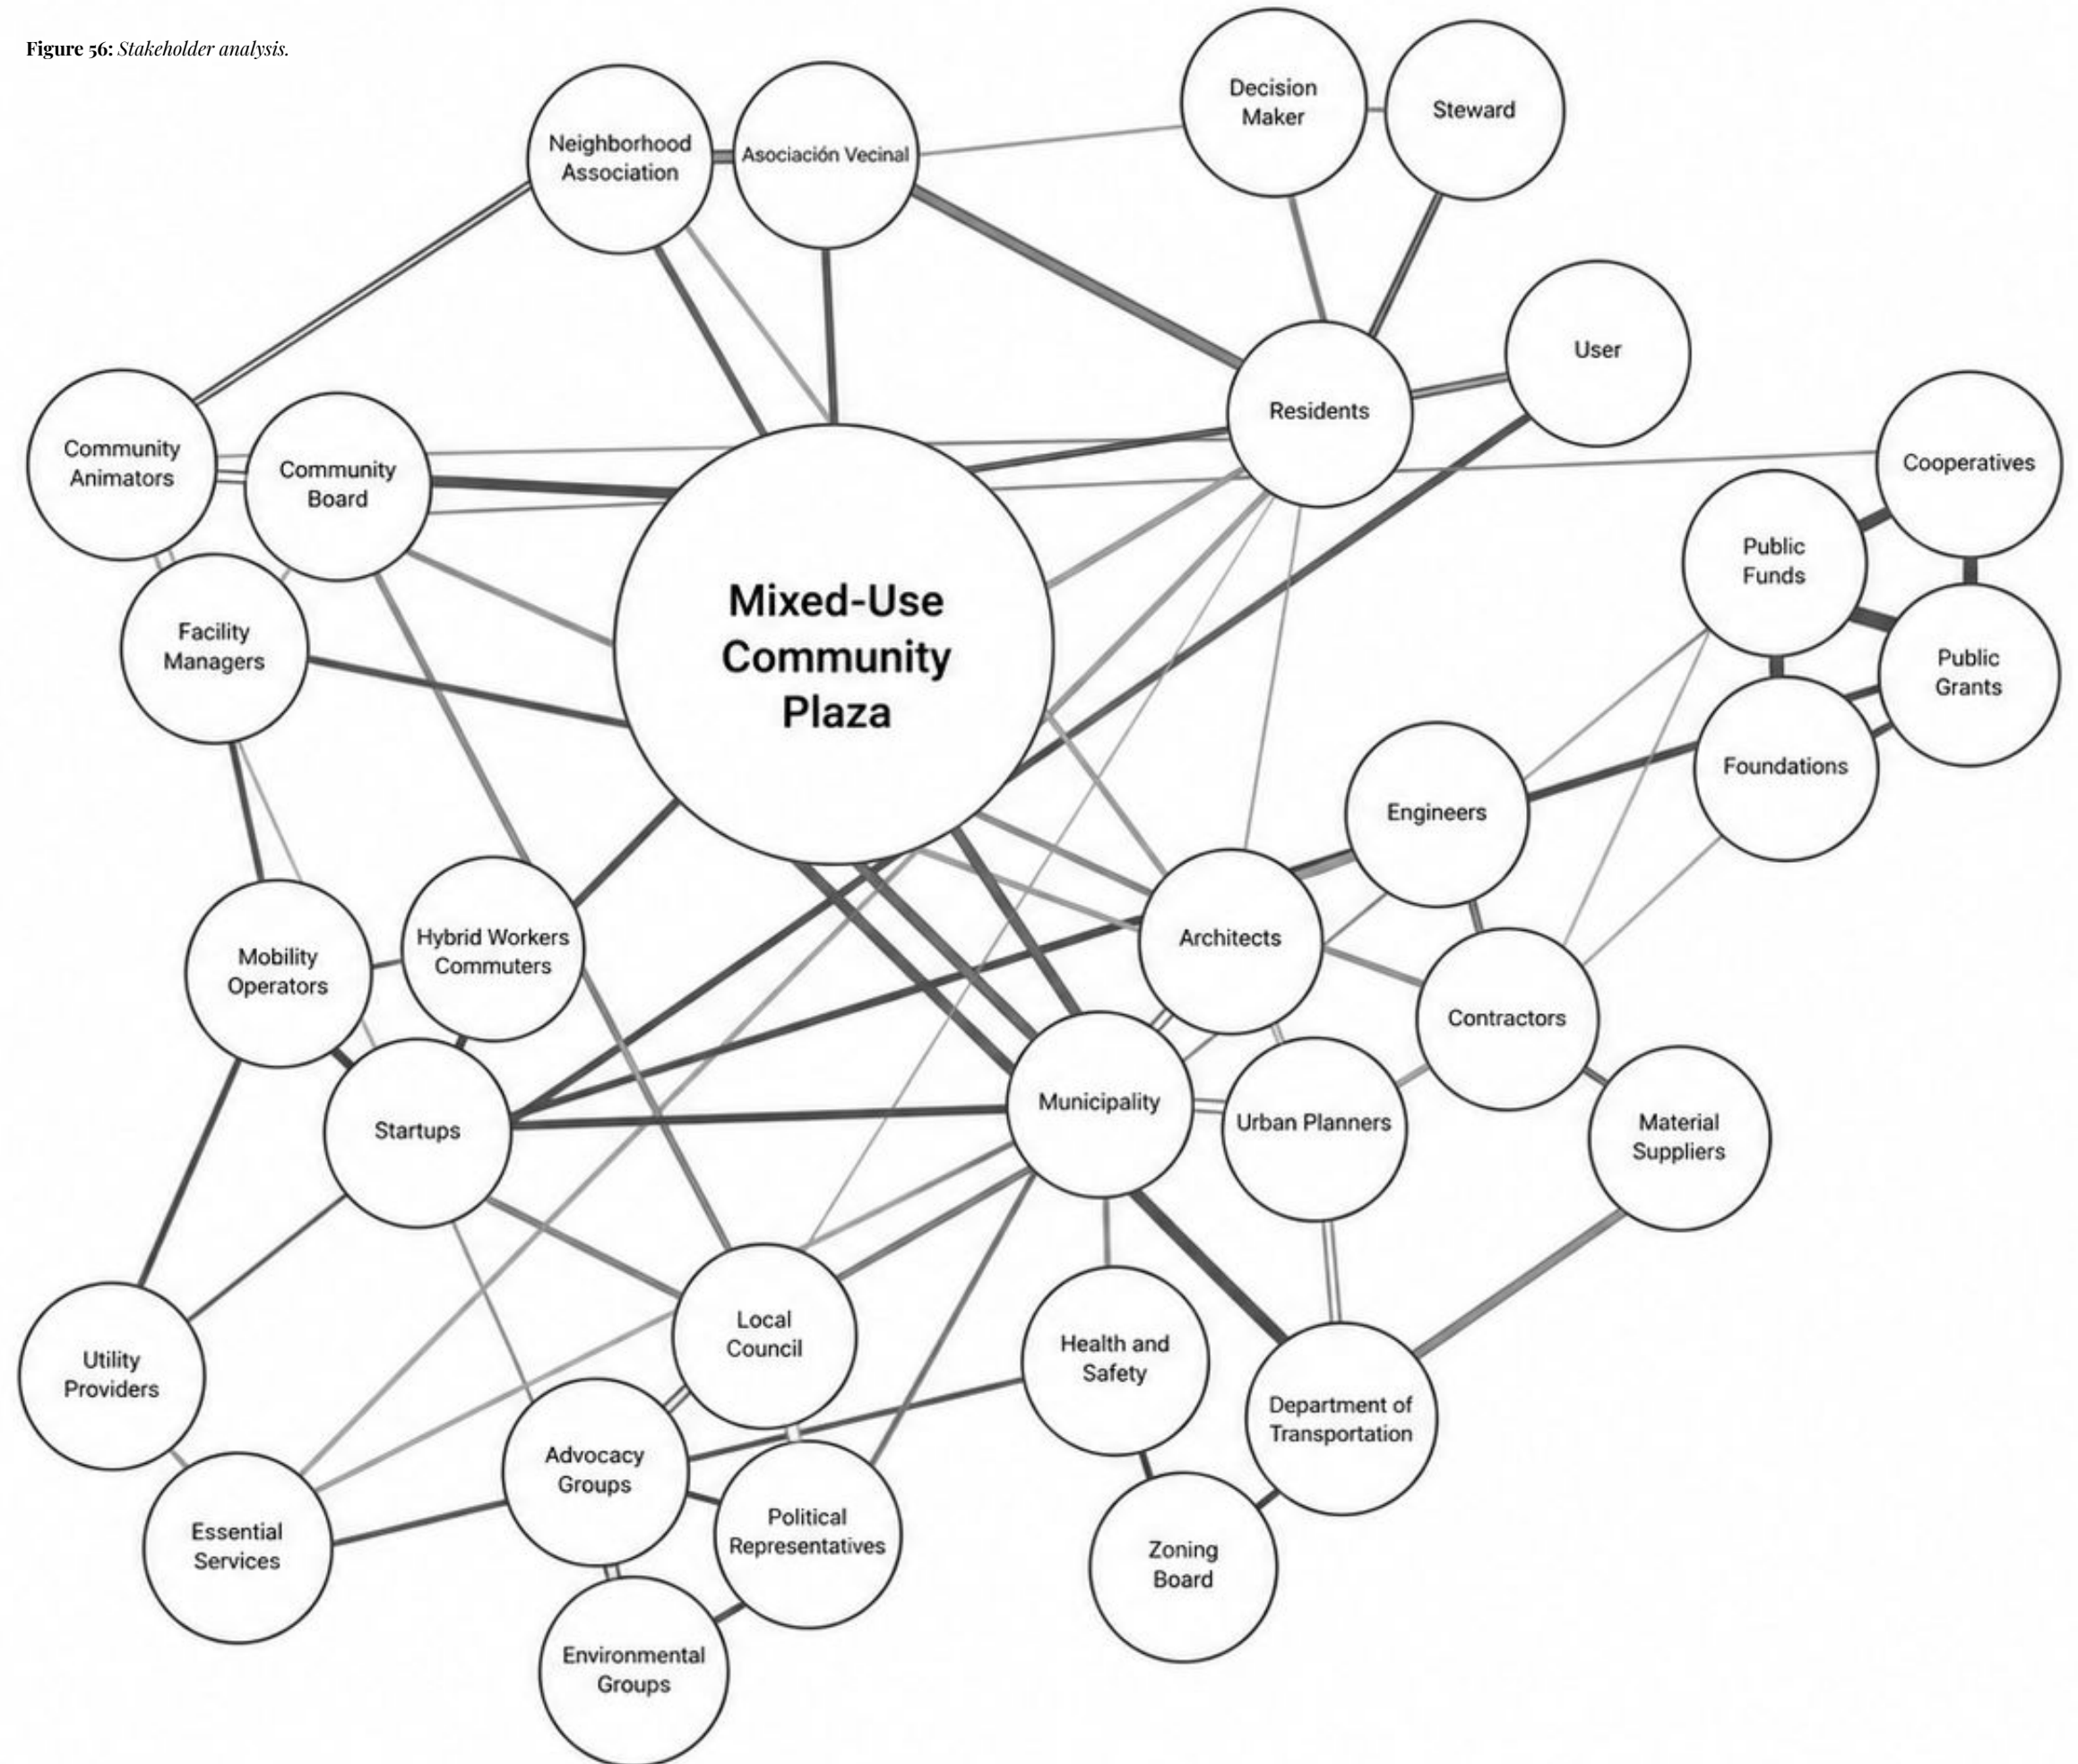 Figure 56: Stakeholder analysis.
Decision
Maker
Steward
Neighborhood
Association
Asociación Vecinal
User
Residents
Community
Animators
Community
Board
Cooperatives
Public
Funds
Mixed-Use
Community
Plaza
Facility
Managers
Public
Grants
Foundations
Engineers
Architects
Hybrid Workers
Commuters
Mobility
Operators
Contractors
Municipality
Urban Planners
Startups
Material
Suppliers
Local
Council
Health and
Safety
Utility
Providers
Department of
Transportation
Advocacy
Groups
Political
Representatives
Essential
Services
Zoning
Board
Environmental
Groups